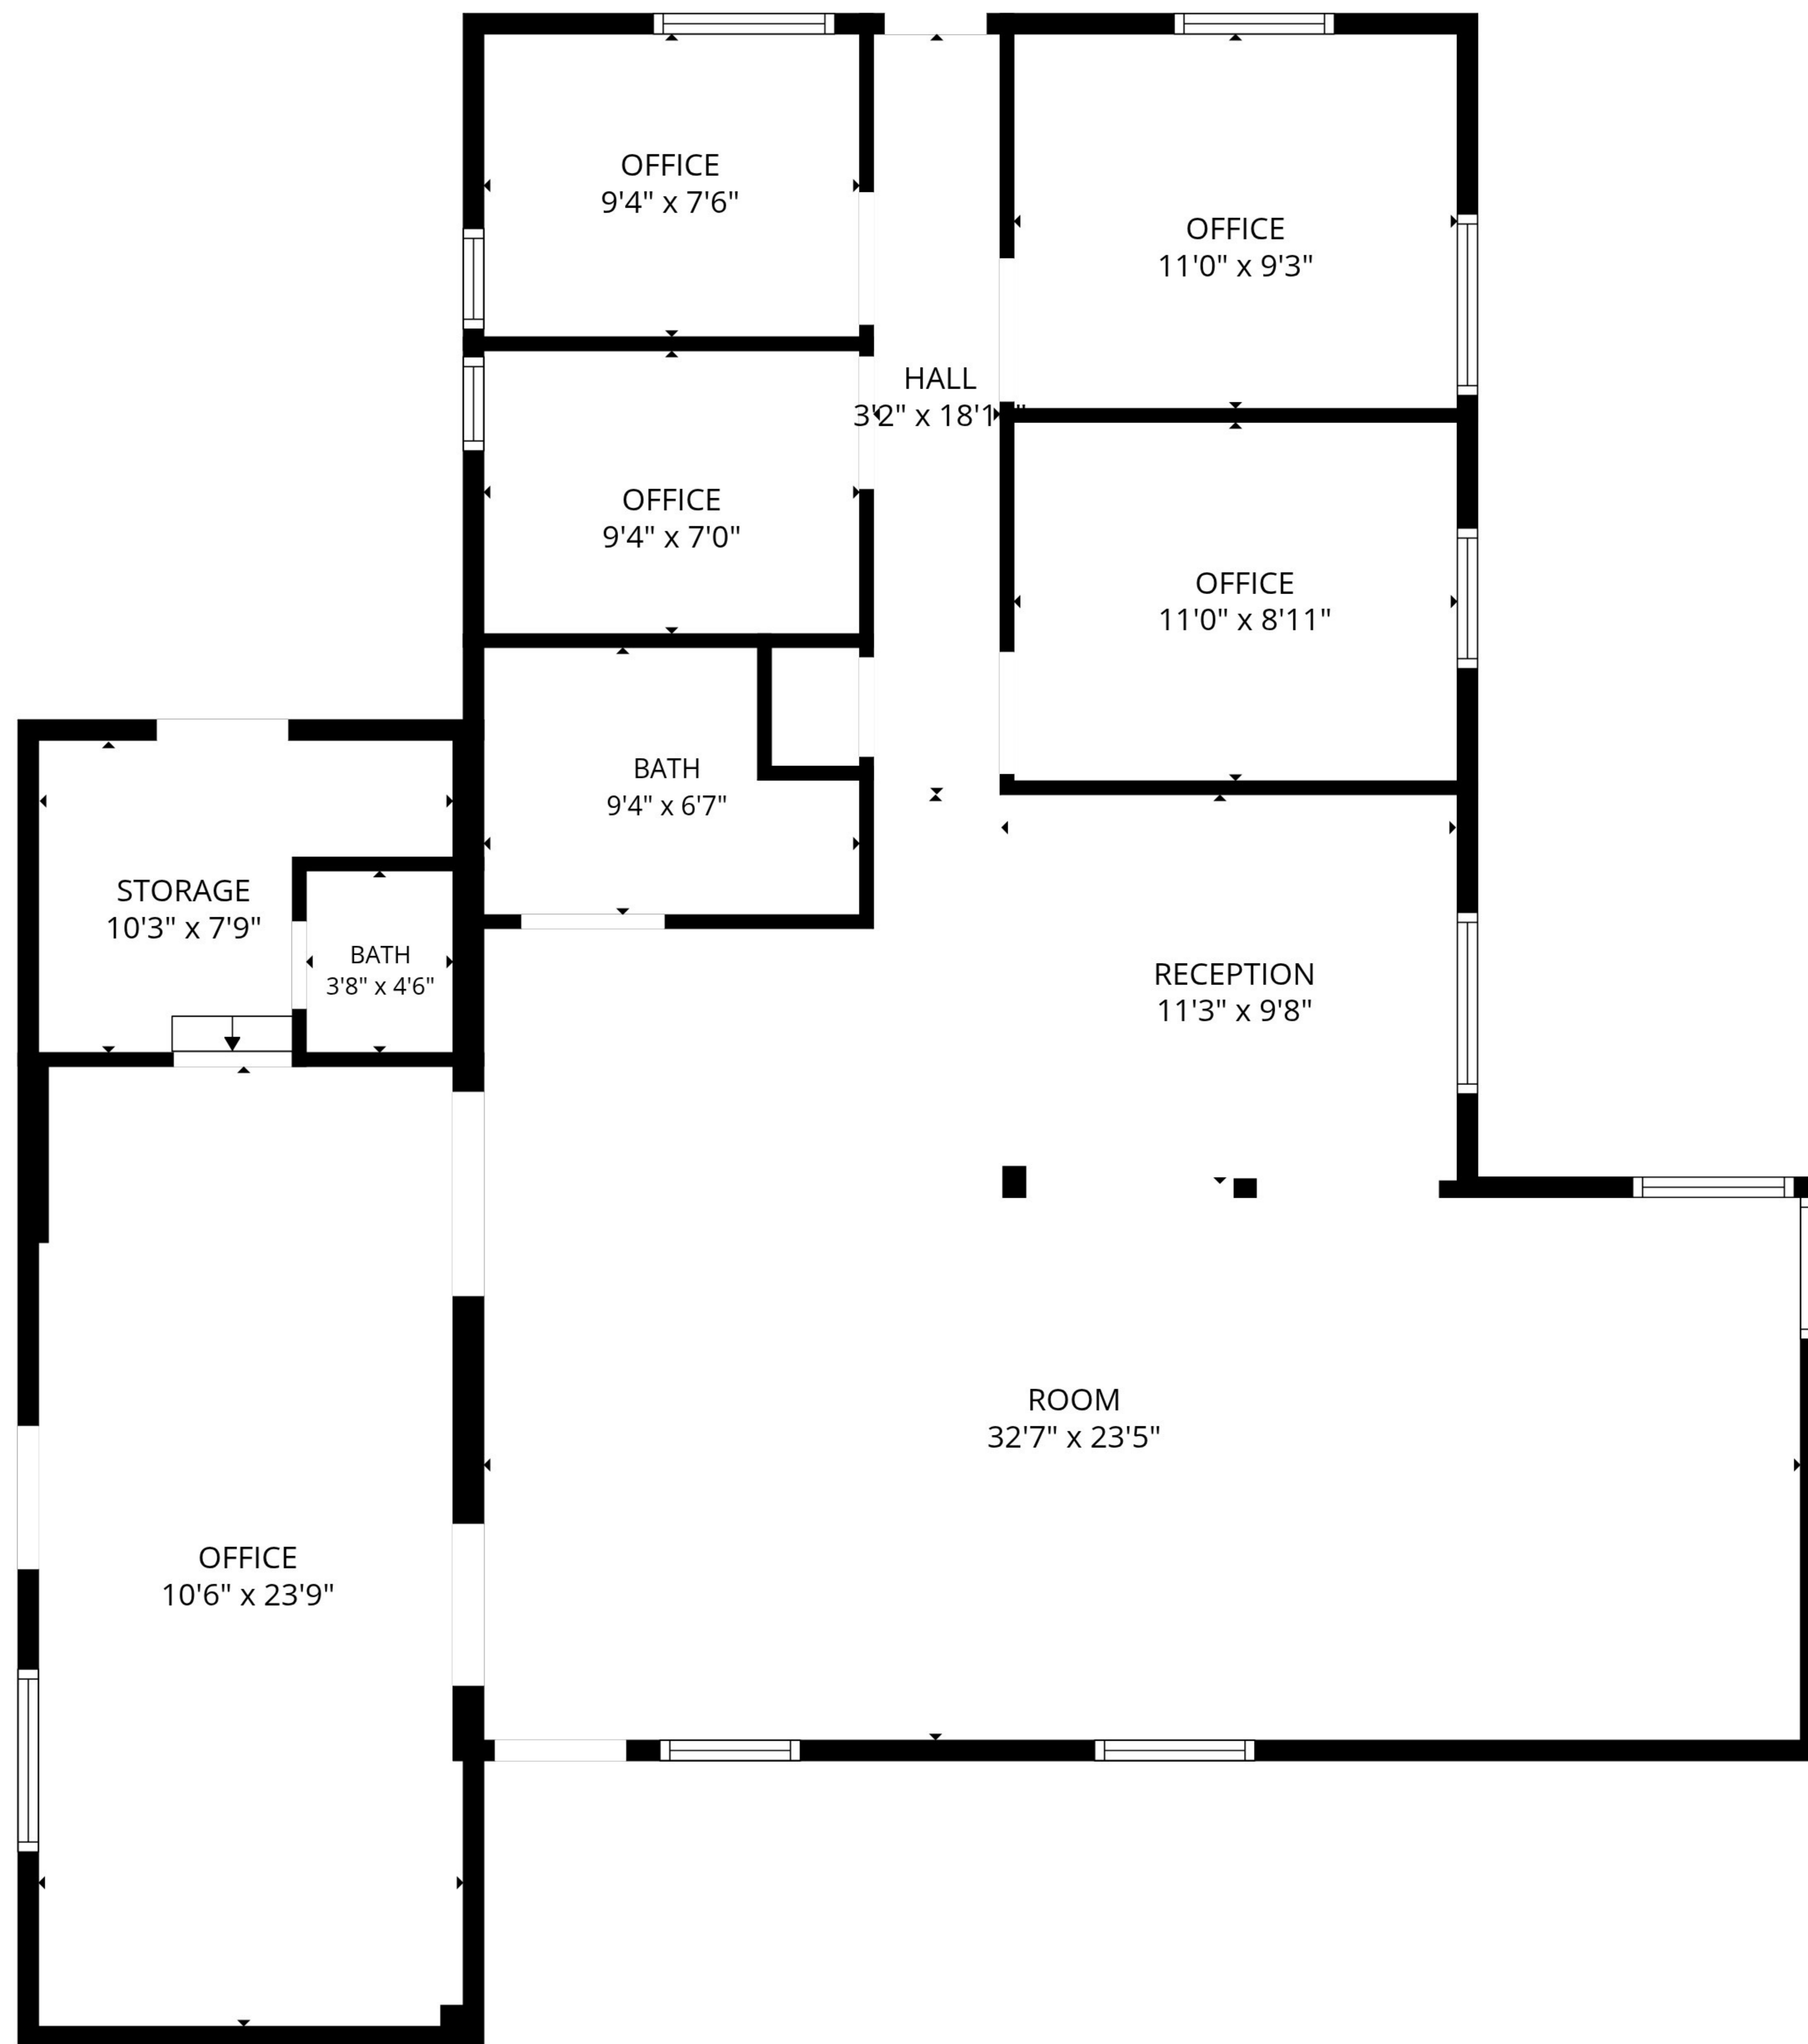 OFFICE
9'4" x 7'6"
OFFICE
11'0" x 9'3"
HALL
3'2" x
OFFICE
9'4" x 7'0"
OFFICE
11'0" x 8'11"
BATH
9'4" x 6'7"
STORAGE
10'3" x 7'9"
BATH
3'8" x 4'6"
RECEPTION
11'3" x 9'8"
ROOM
32'7" x 23'5"
OFFICE
10'6" x 23'9"